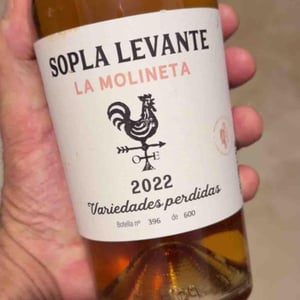 SOPLA LEVANTE
LA MOLINETA
O E
2022
Variedades perdidas
Botella nº 396 de 600